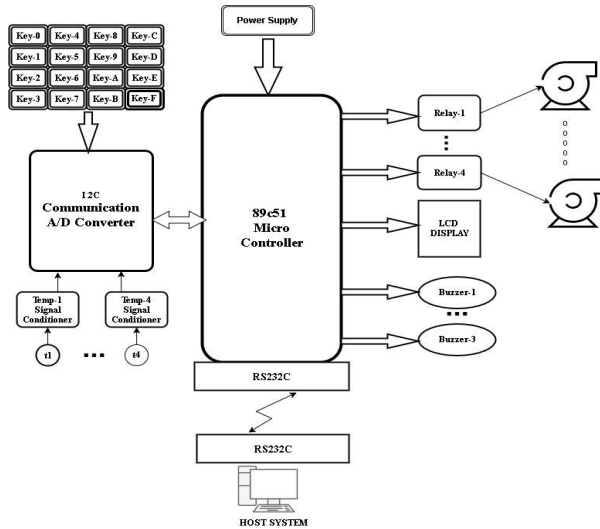 Power Supply
Key-0 Key-4 Key-8 Key-C
Key-1 Key-5 Key-9 Key-D
Key-2 Key-6 Key-A Key-E
Key-3 Key-7 Key-B Key-F
I2C
Communication
A/D Converter
Temp-1
Signal
Conditioner
Temp-4
Signal
Conditioner
t1
t4
89c51
Micro
Controller
Relay-1
Relay-4
LCD
DISPLAY
Buzzer-1
Buzzer-3
RS232C
RS232C
HOST SYSTEM